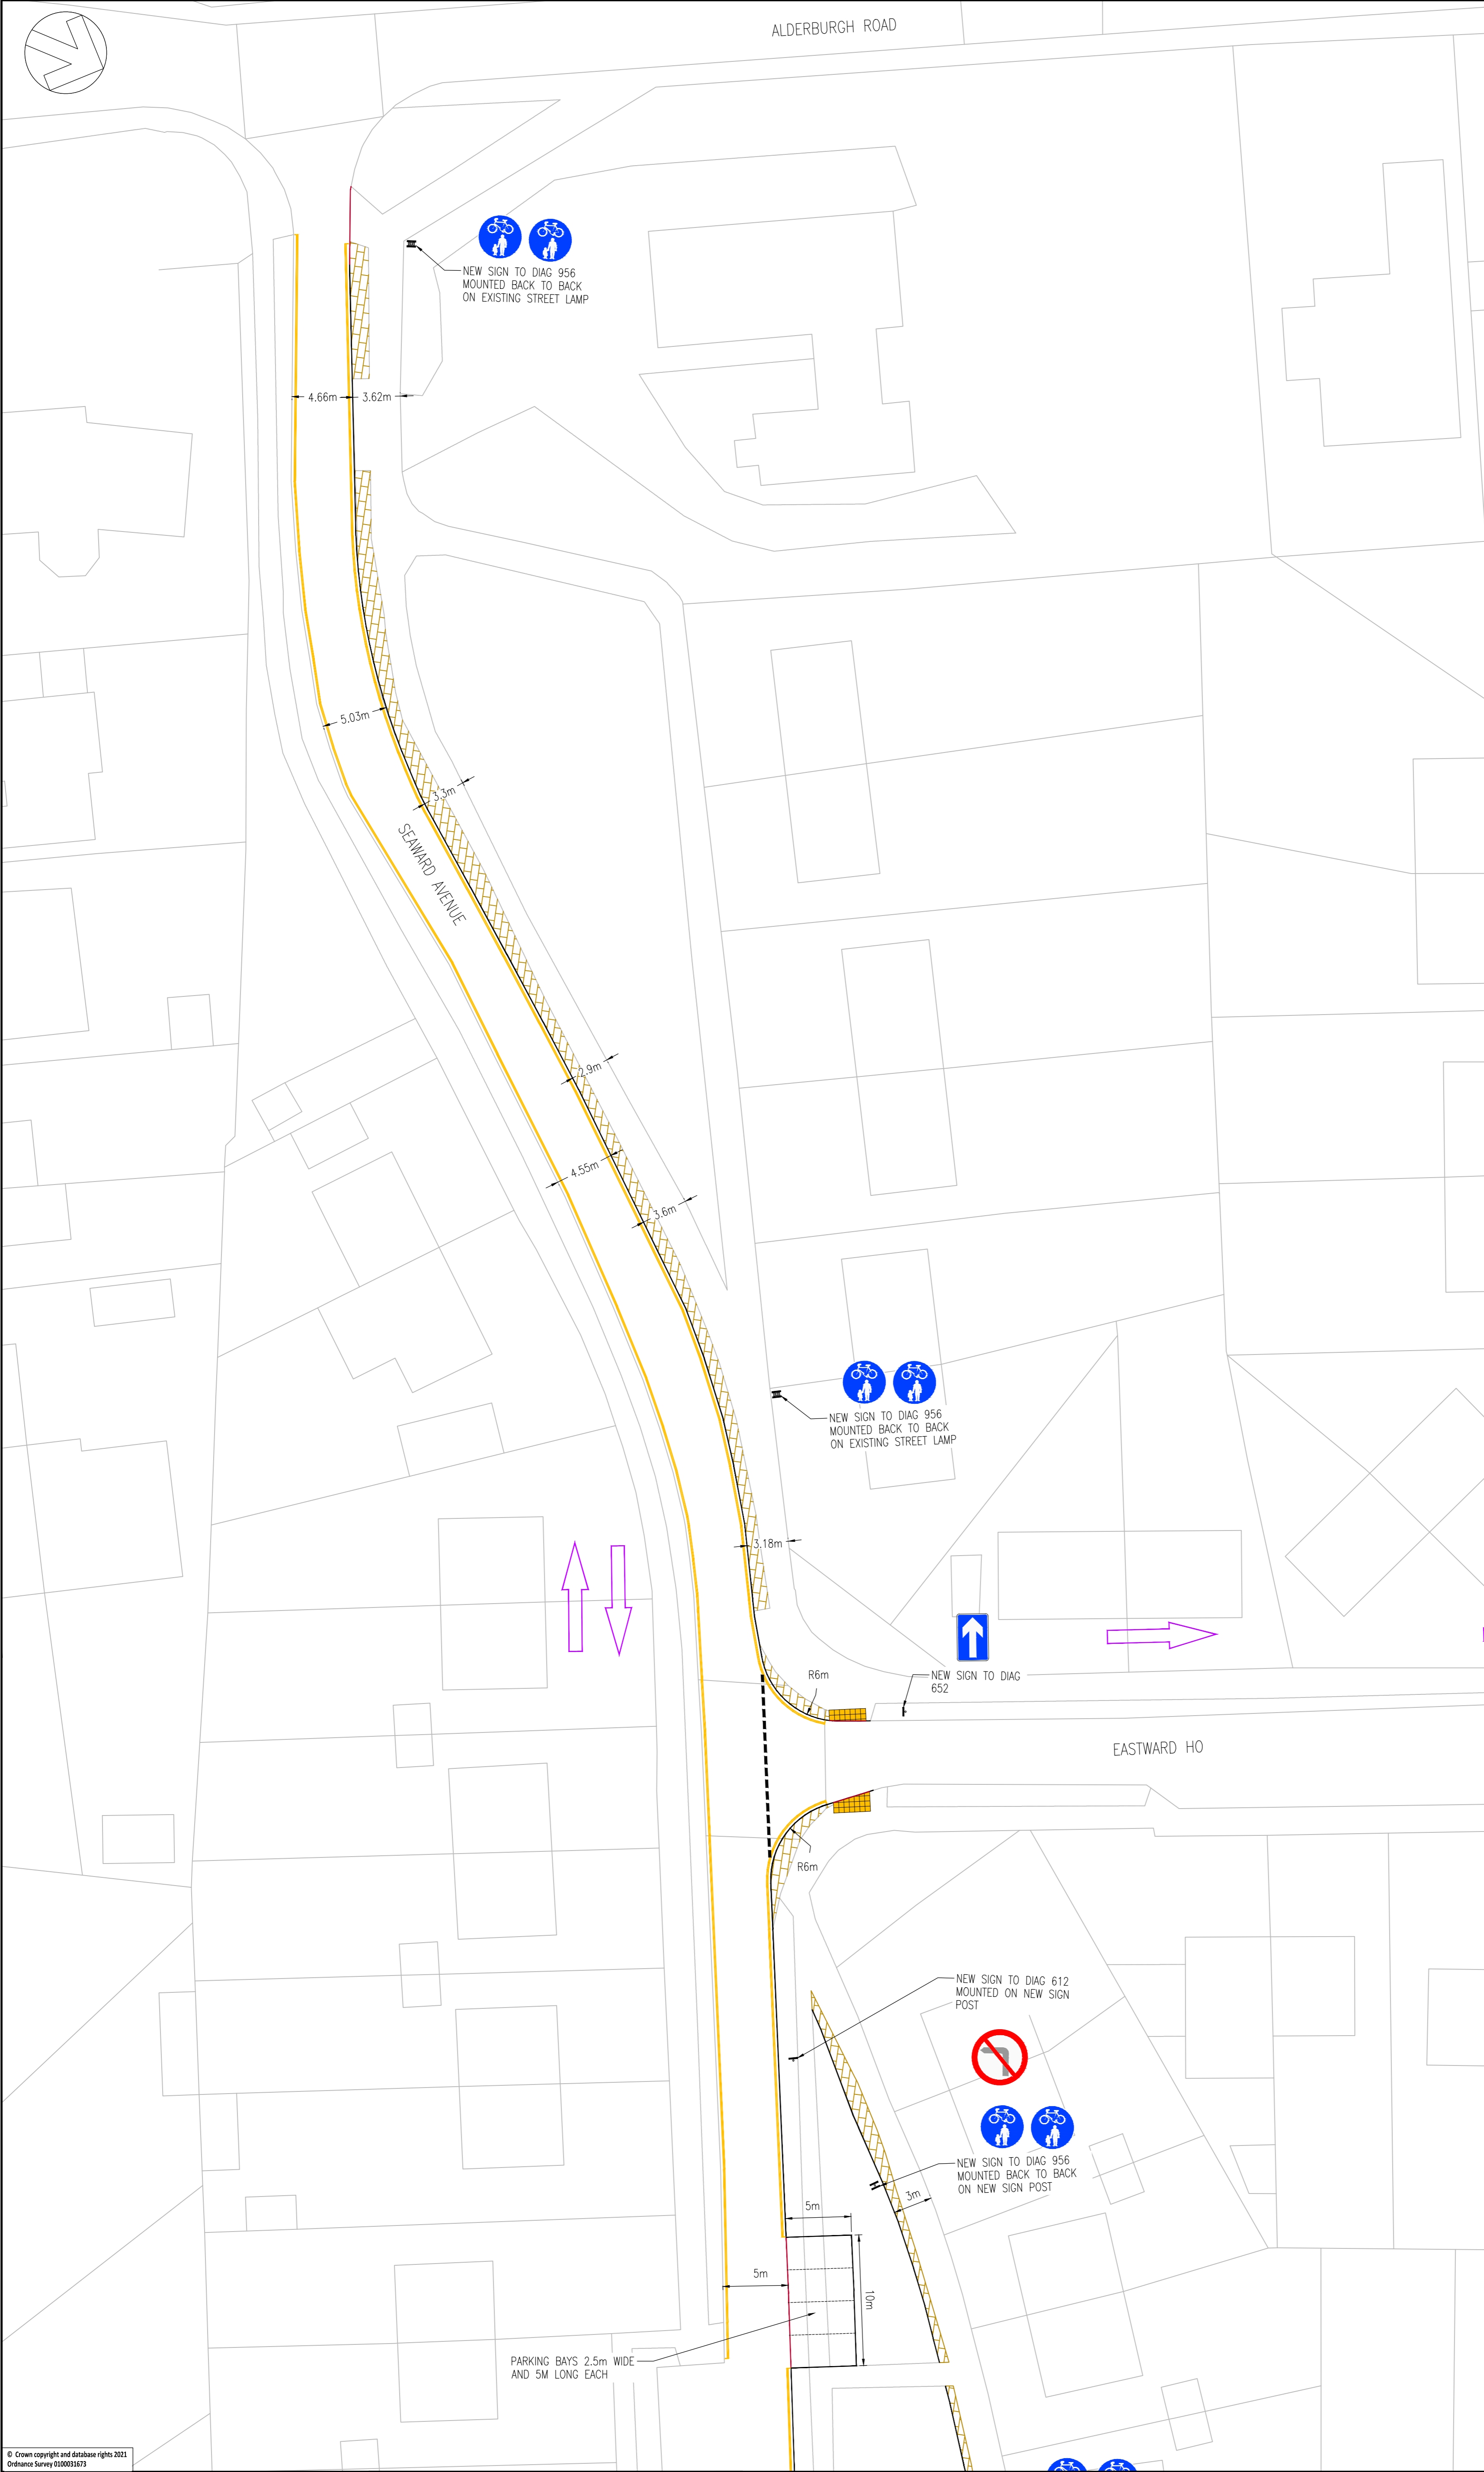 ALDERBURGH ROAD
NEW SIGN TO DIAG 956
MOUNTED BACK TO BACK
ON EXISTING STREET LAMP
4.66m
3.62m
5.03m
3.3m
SEAWARD AVENUE
2.9m
4.55m
3.6m
NEW SIGN TO DIAG 956
MOUNTED BACK TO BACK
ON EXISTING STREET LAMP
3.18m
R6m
NEW SIGN TO DIAG
652
EASTWARD HO
R6m
NEW SIGN TO DIAG 612
MOUNTED ON NEW SIGN
POST
NEW SIGN TO DIAG 956
MOUNTED BACK TO BACK
ON NEW SIGN POST
3m
5m
5m
10m
PARKING BAYS 2.5m WIDE
AND 5M LONG EACH
© Crown copyright and database rights 2021
Ordnance Survey 0100031673